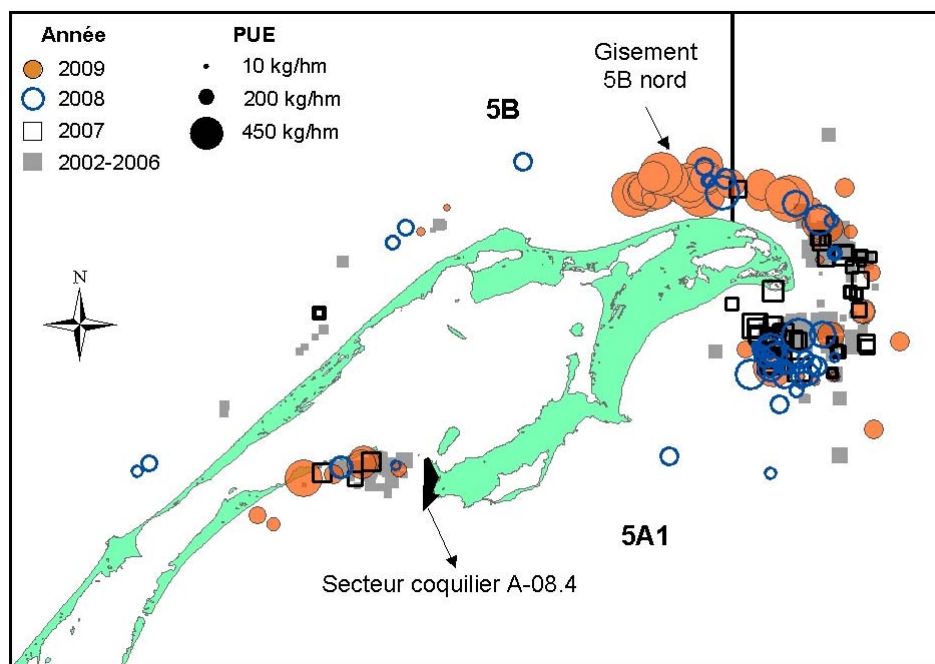 Année
2009
2008
2007
2002-2006
PUE
10 kg/hm
200 kg/hm
450 kg/hm
Gisement
5B nord
5B
N
5A1
Secteur coquilier A-08.4